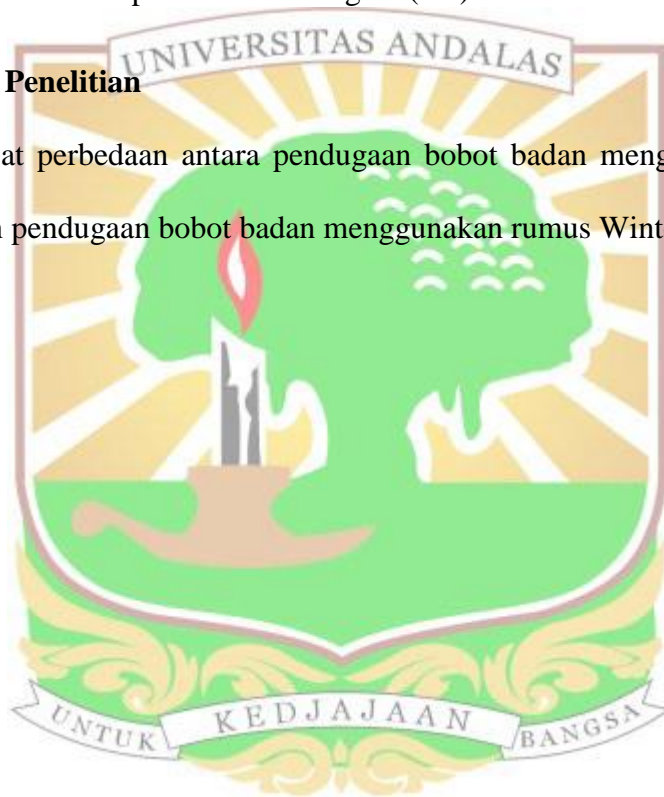 UNIVERSITAS ANDALAS
Penelitian
at perbedaan antara pendugaan bobot badan meng
pendugaan bobot badan menggunakan rumus Wint
UNTUK KEDJAJAAN BANGSA